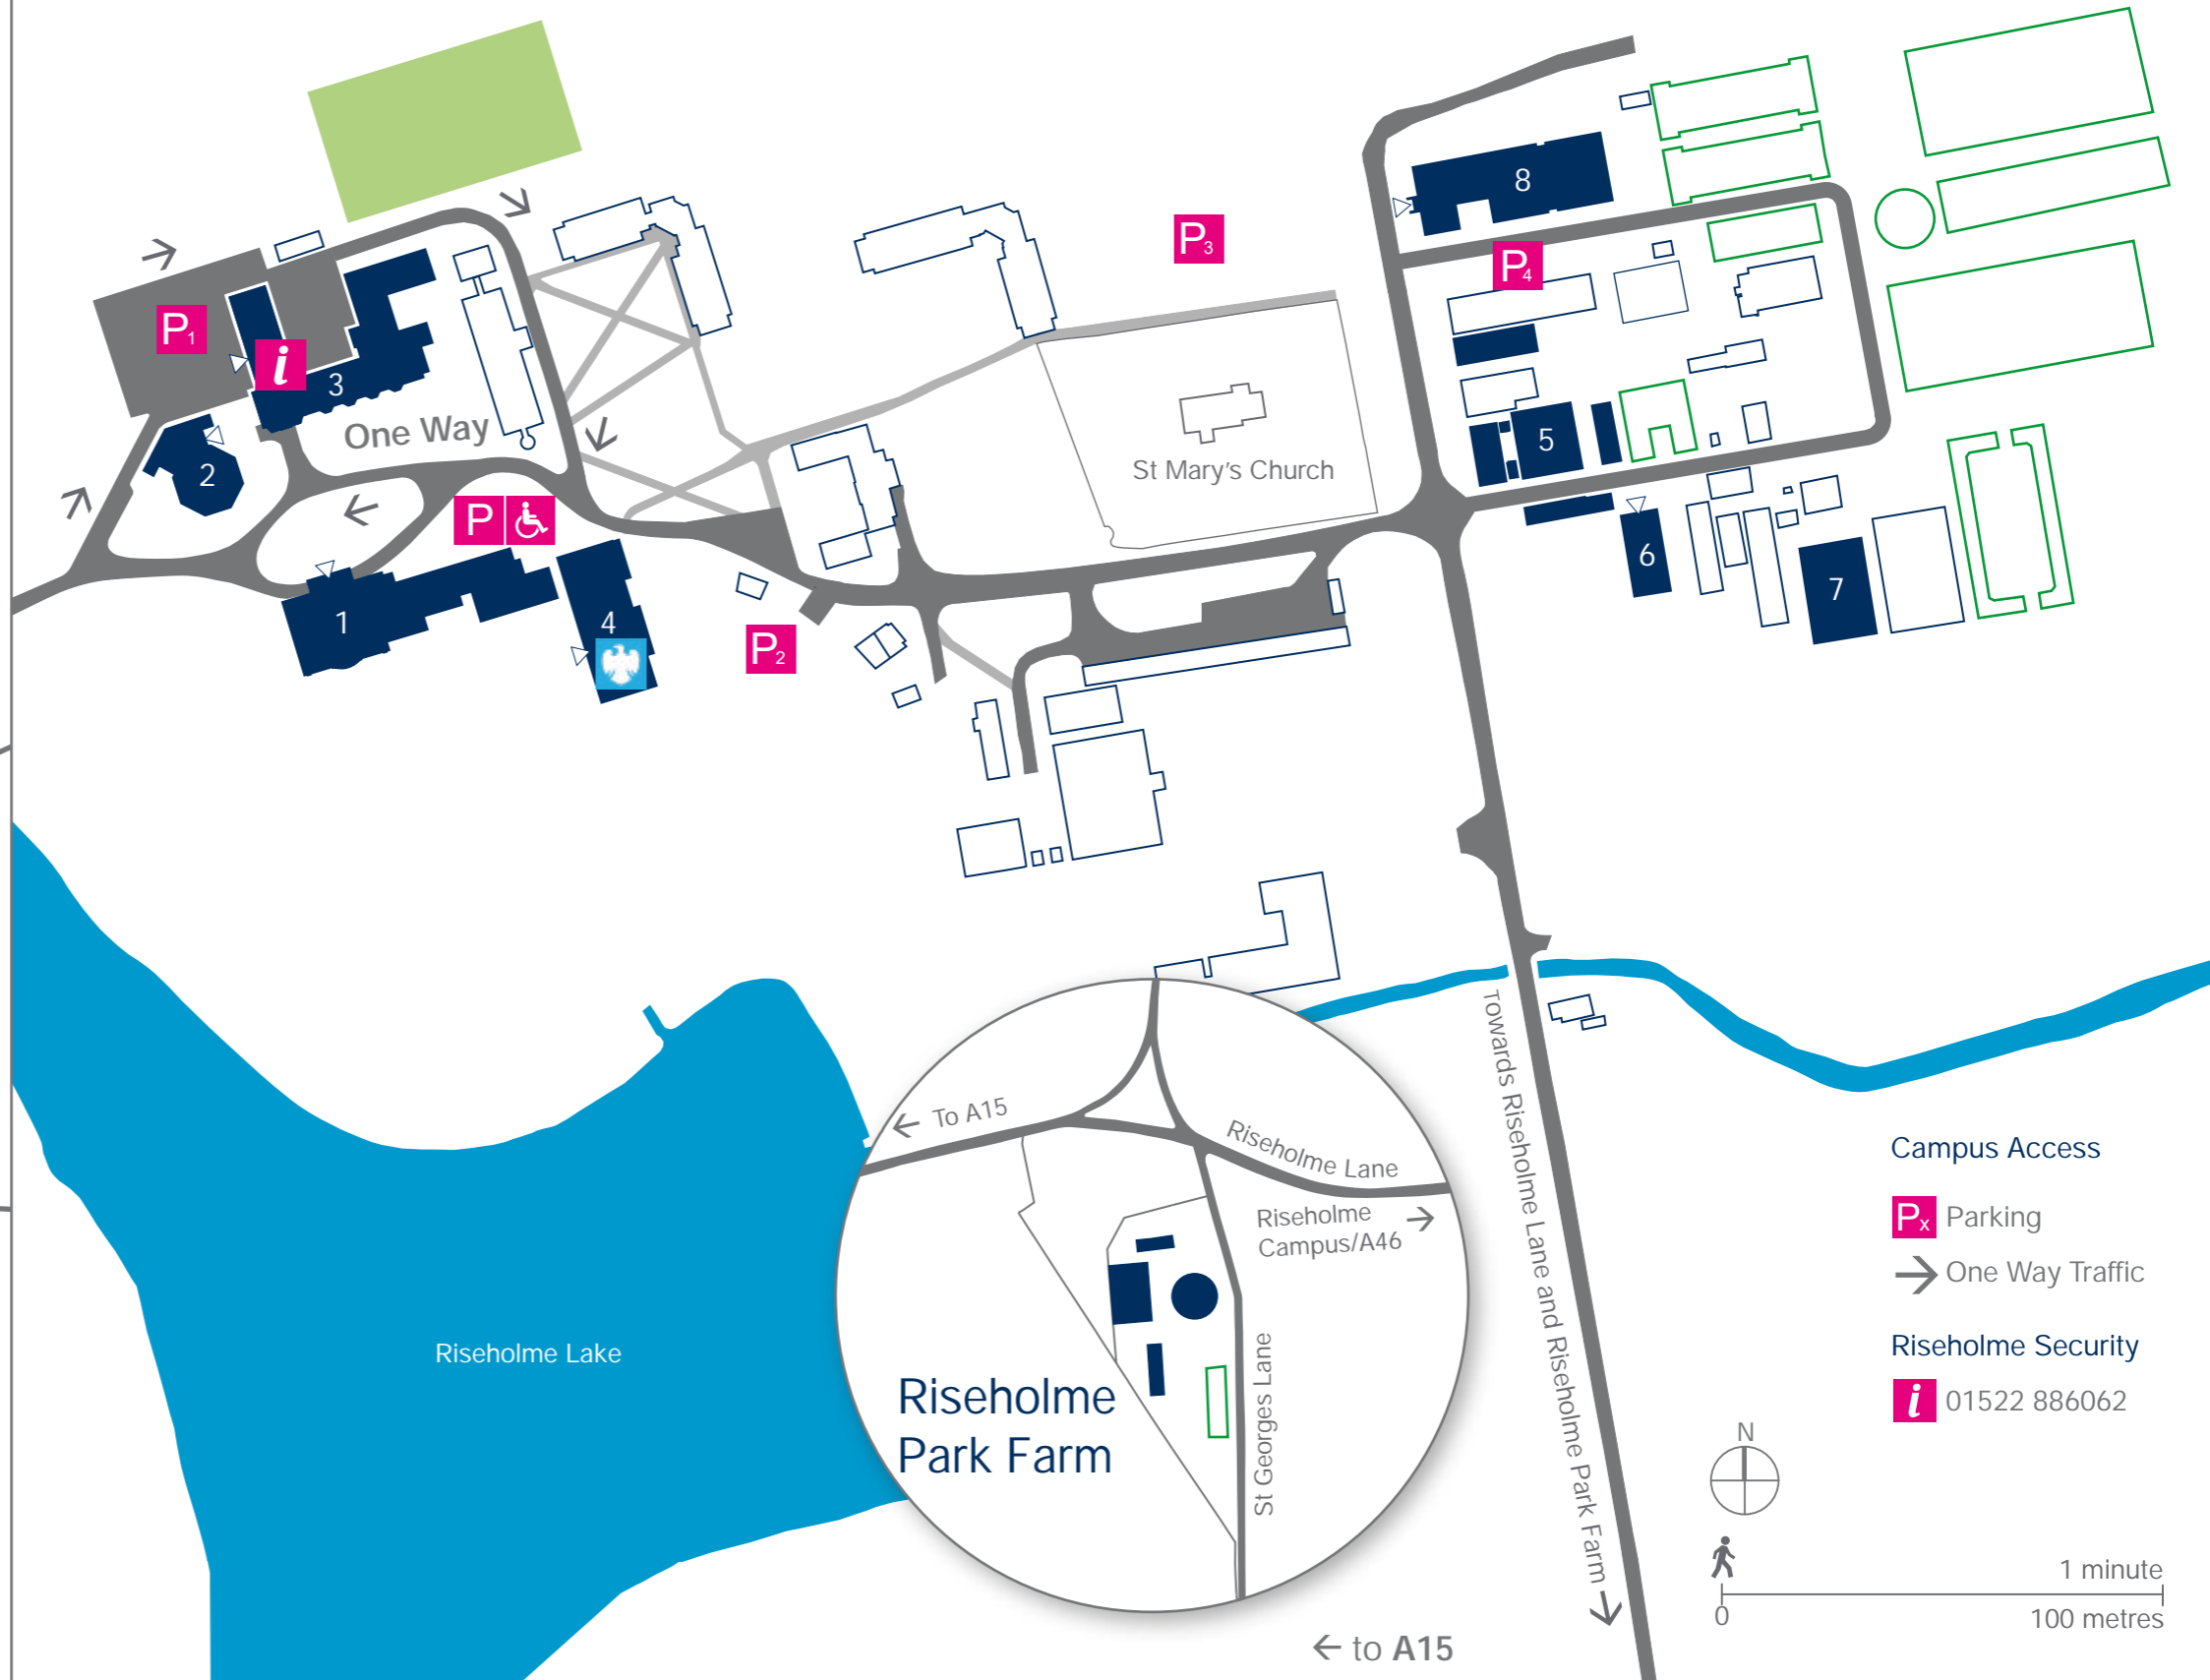 P1
i
3
One Way
2
P
1
4
P2
P3
St Mary's Church
8
P4
5
6
7
Riseholme Lake
To A15
Riseholme Lane
Riseholme
Campus/A46
St Georges Lane
Riseholme
Park Farm
Towards Riseholme Lane and Riseholme Park Farm
to A15
Campus Access
Px Parking
One Way Traffic
Riseholme Security
i 01522 886062
N
1 minute
0
100 metres